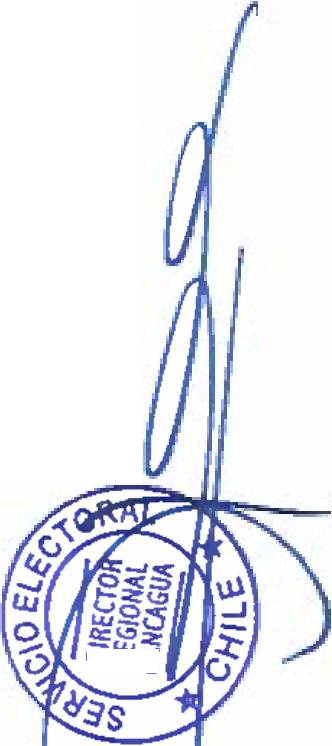 SERVICIO ELECTORAL
IRECTOR
EGIONAL
NCAGUA
★ CHILE ★